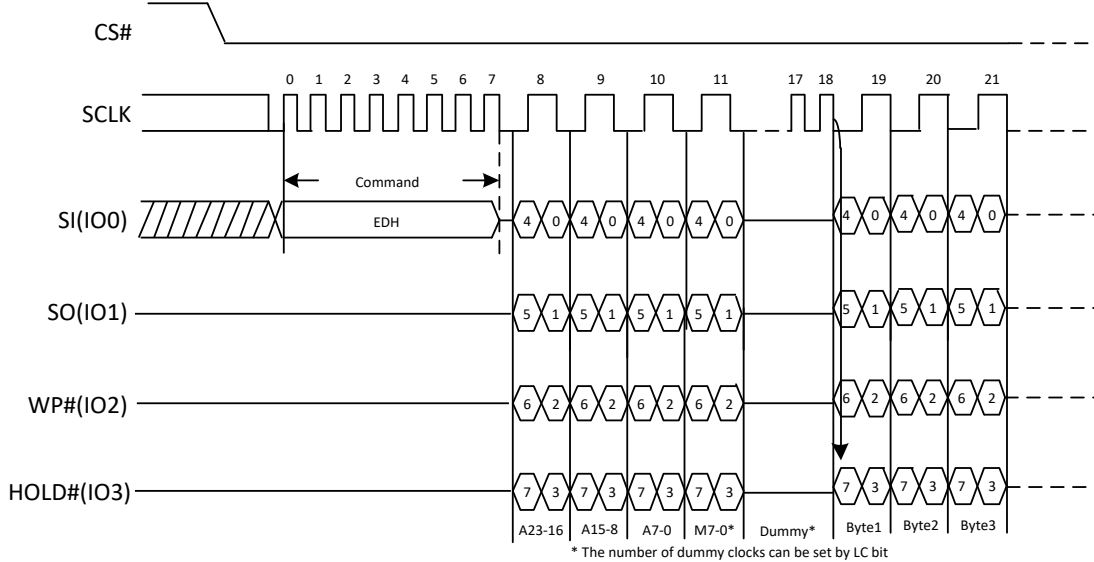 CS#
0 1 2 3 4 5 6 7 8 9 10 11 17 18 19 20 21
SCLK
Command
SI(IO0) EDH 4 0 4 0 4 0 4 0 4 0 4 0 4 0
SO(IO1) 5 1 5 1 5 1 5 1 5 1 5 1 5 1
WP#(IO2) 6 2 6 2 6 2 6 2 6 2 6 2 6 2
HOLD#(IO3) 7 3 7 3 7 3 7 3 7 3 7 3 7 3
A23-16 A15-8 A7-0 M7-0* Dummy* Byte1 Byte2 Byte3
* The number of dummy clocks can be set by LC bit